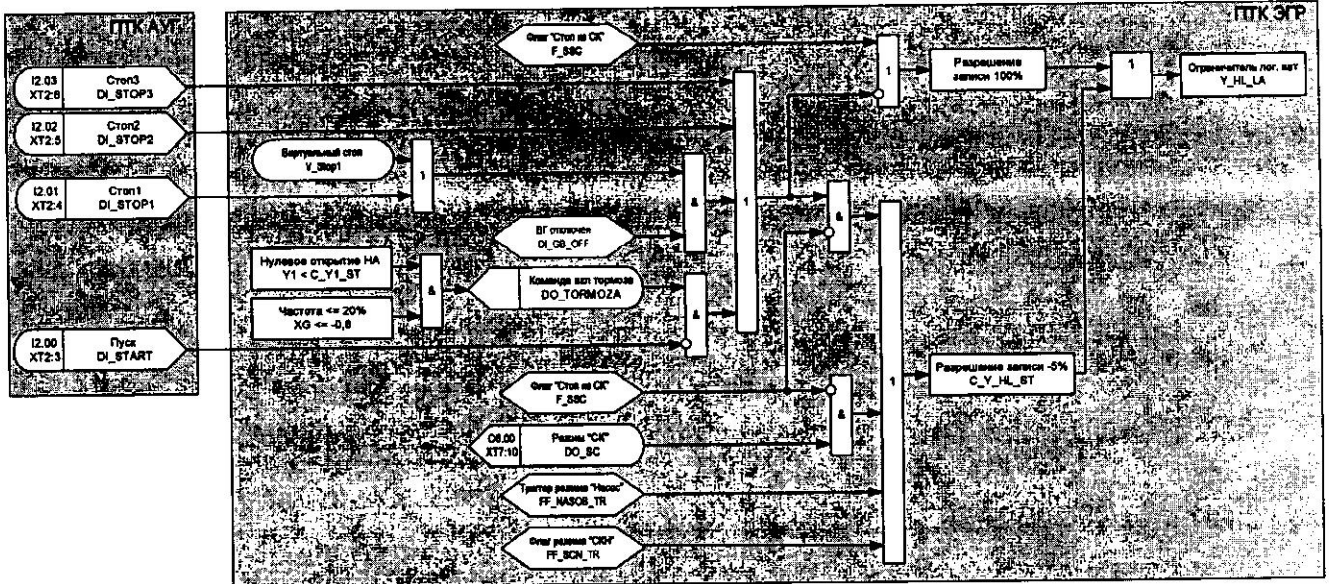 ПТК АУГ
ПТК ЭГР
Флаг "Стоп из СК"
F_SSC
I2.03
XT2:6
Стоп3
DI_STOP3
I2.02
XT2:5
Стоп2
DI_STOP2
I2.01
XT2:4
Стоп1
DI_STOP1
I2.00
XT2:3
Пуск
DI_START
Виртуальный стоп
V_Stop1
1
ВГ отключен
DI_GB_OFF
&
Нулевое открытие НА
Y1 < C_Y1_ST
Частота <= 20%
XG <= -0,8
&
Команда вкл тормоза
DO_TORMOZA
&
1
1
Разрешение
записи 100%
1
Ограничитель лог. авт
Y_HL_LA
&
Флаг "Стоп из СК"
F_SSC
&
O6.00
XT7:10
Режим "СК"
DO_SC
Триггер режима "Насос"
FF_NASOS_TR
Флаг режима "СКН"
FF_SCN_TR
1
Разрешение записи -5%
C_Y_HL_ST